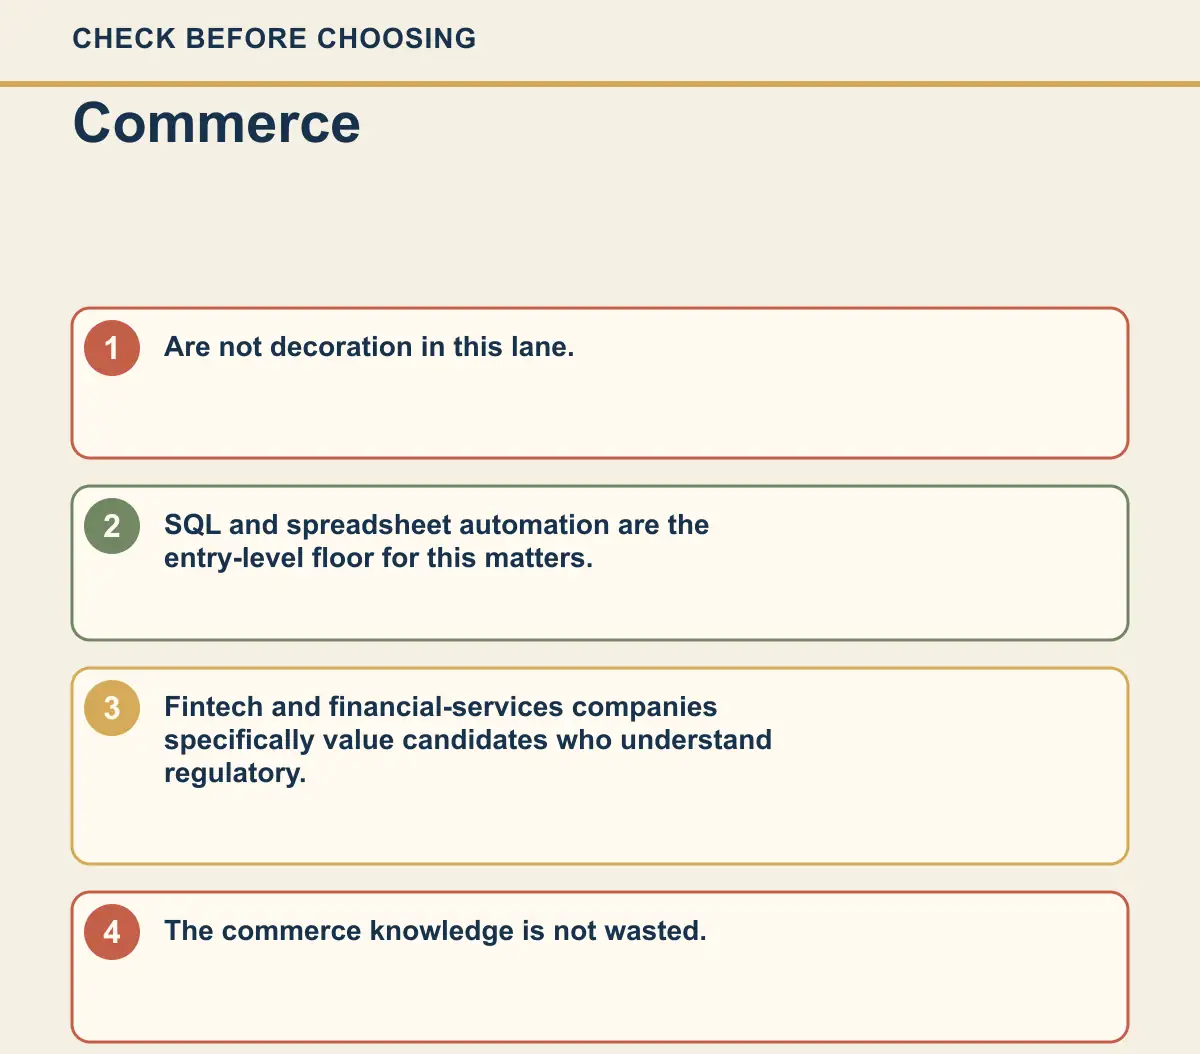 CHECK BEFORE CHOOSING
Commerce
1
Are not decoration in this lane.
2
SQL and spreadsheet automation are the
entry-level floor for this matters.
3
Fintech and financial-services companies
specifically value candidates who understand
regulatory.
4
The commerce knowledge is not wasted.